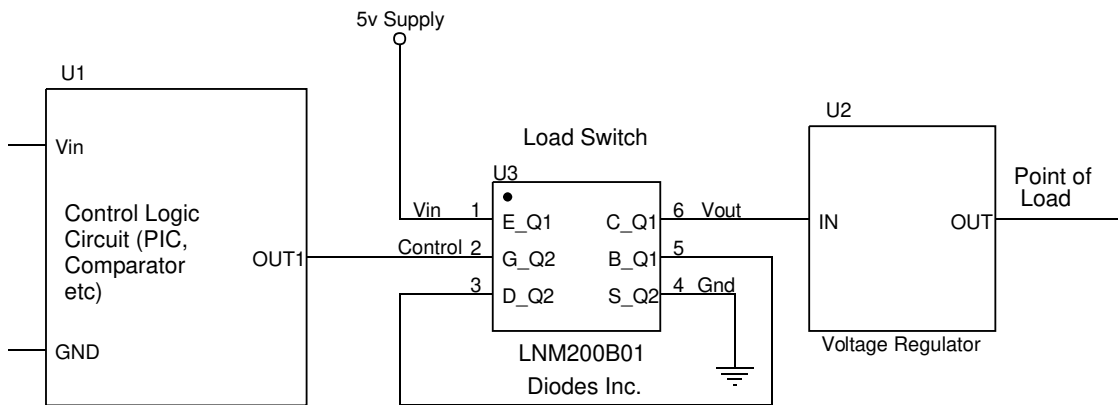 5v Supply
U1
Vin
Control Logic
Circuit (PIC,
Comparator
etc)
OUT1
GND
Load Switch
U3
Vin 1 E_Q1 C_Q1 6 Vout
Control 2 G_Q2 B_Q1 5
3 D_Q2 S_Q2 4 Gnd
LNM200B01
Diodes Inc.
U2
IN OUT
Voltage Regulator
Point of
Load